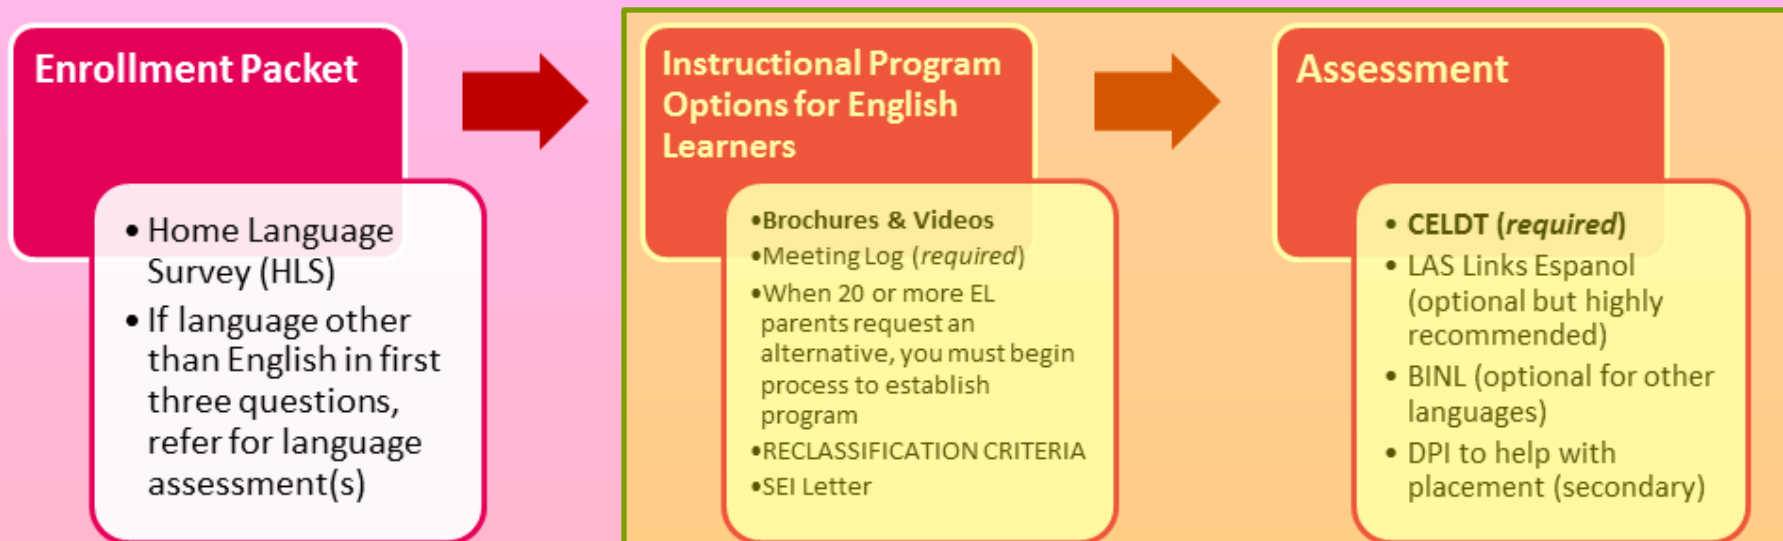 Enrollment Packet
• Home Language
Survey (HLS)
• If language other
than English in first
three questions,
refer for language
assessment(s)
Instructional Program
Options for English
Learners
•Brochures & Videos
•Meeting Log (required)
•When 20 or more EL
parents request an
alternative, you must begin
process to establish
program
•RECLASSIFICATION CRITERIA
•SEI Letter
Assessment
• CELDT (required)
• LAS Links Espanol
(optional but highly
recommended)
• BINL (optional for other
languages)
• DPI to help with
placement (secondary)